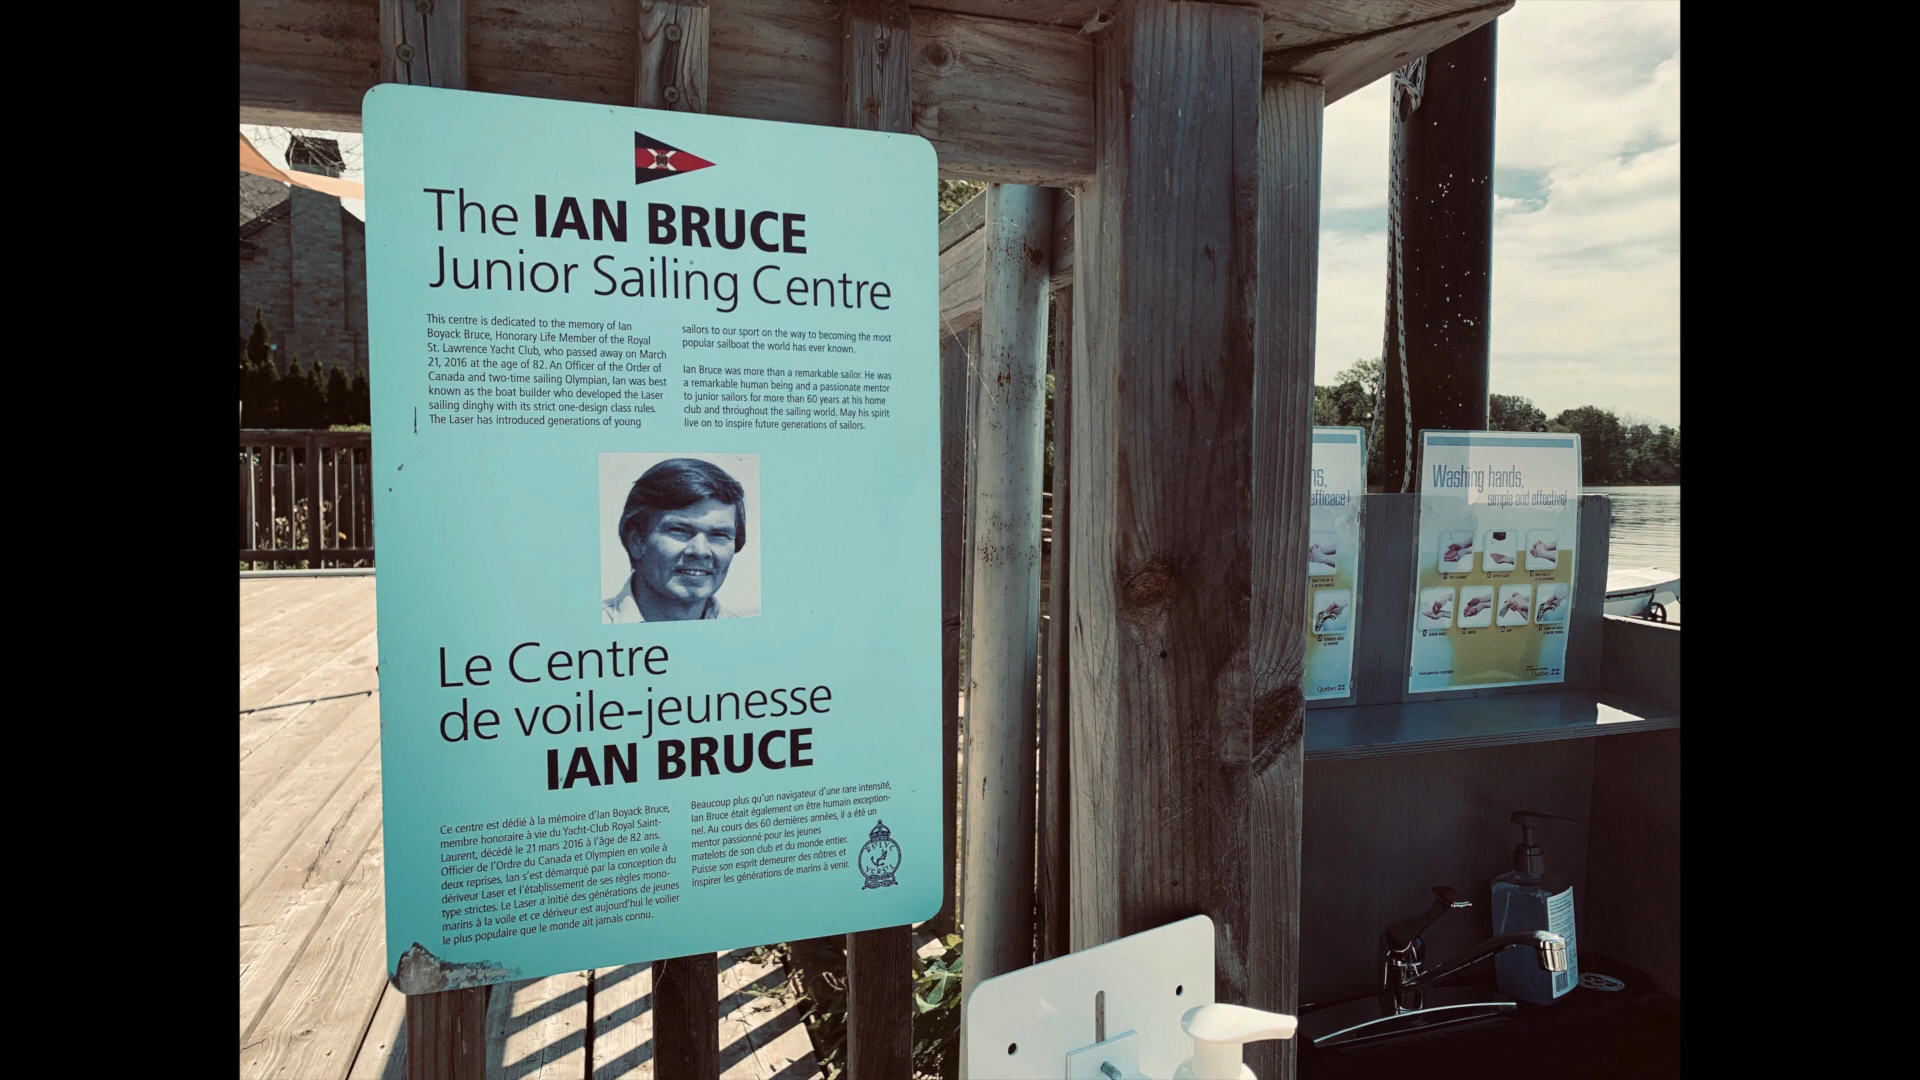 The IAN BRUCE
Junior Sailing Centre
This centre is dedicated to the memory of Ian
Boyack Bruce, Honorary Life Member of the Royal
St. Lawrence Yacht Club, who passed away on March
21, 2016 at the age of 82. An Officer of the Order of
Canada and two-time sailing Olympian, Ian was best
known as the boat builder who developed the Laser
sailing dinghy with its strict one-design class rules.
The Laser has introduced generations of young
sailors to our sport on the way to becoming the most
popular sailboat the world has ever known.
Ian Bruce was more than a remarkable sailor. He was
a remarkable human being and a passionate mentor
to junior sailors for more than 60 years at his home
club and throughout the sailing world. May his spirit
live on to inspire future generations of sailors.
Le Centre
de voile-jeunesse
IAN BRUCE
Ce centre est dédié à la mémoire d'Ian Boyack Bruce,
membre honoraire à vie du Yacht-Club Royal Saint-
Laurent, décédé le 21 mars 2016 à l'âge de 82 ans.
Officier de l'Ordre du Canada et Olympien en voile à
deux reprises, Ian s'est démarqué par la conception du
dériveur Laser et l'établissement de ses règles mono-
type strictes. Le Laser a initié des générations de jeunes
marins à la voile et ce dériveur est aujourd'hui le voilier
le plus populaire que le monde ait jamais connu.
Beaucoup plus qu'un navigateur d'une rare intensité,
Ian Bruce était également un être humain exception-
nel. Au cours des 60 dernières années, il a été un
mentor passionné pour les jeunes
matelots de son club et du monde entier.
Puisse son esprit demeurer des nôtres et
inspirer les générations de marins à venir.
RSTLYC
YCRSTL
efficace!
Québec
Washing hands,
simple and effective!
Québec